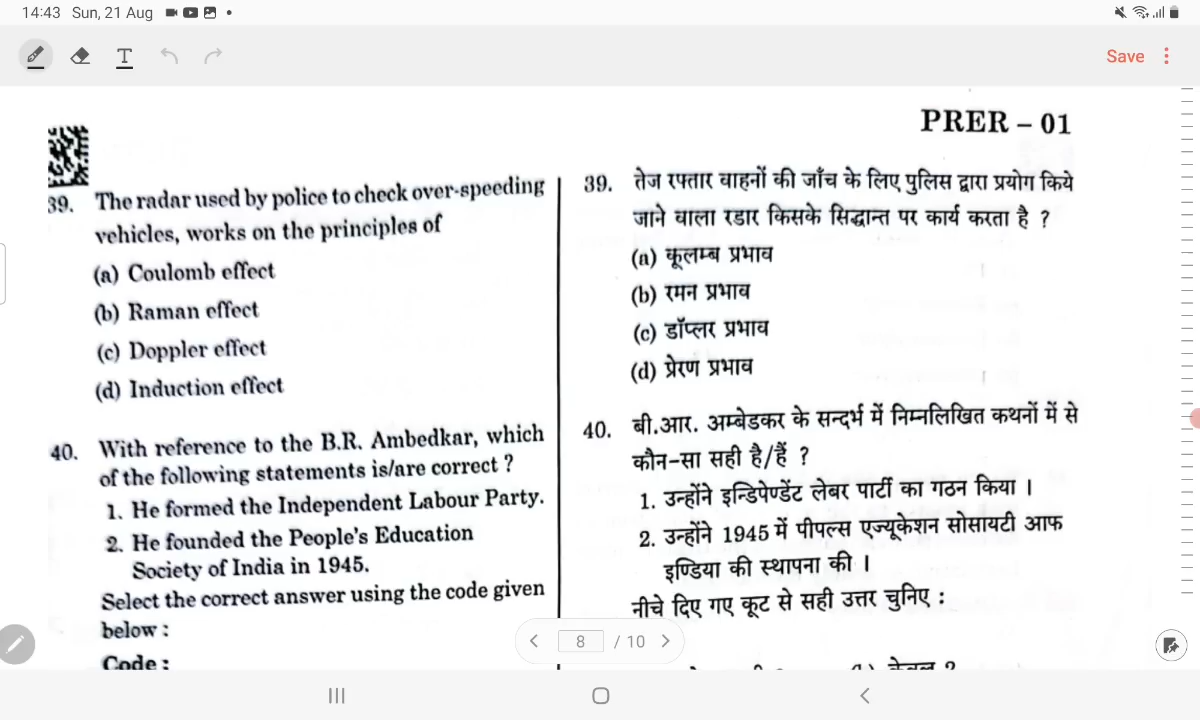 14:43 Sun, 21 Aug
T
Save
PRER – 01
39. The radar used by police to check over-speeding
vehicles, works on the principles of
(a) Coulomb effect
(b) Raman effect
(c) Doppler effect
(d) Induction effect
40. With reference to the B.R. Ambedkar, which
of the following statements is/are correct ?
1. He formed the Independent Labour Party.
2. He founded the People's Education
Society of India in 1945.
Select the correct answer using the code given
below :
Code :
39. तेज रफ्तार वाहनों की जाँच के लिए पुलिस द्वारा प्रयोग किये
जाने वाला रडार किसके सिद्धान्त पर कार्य करता है ?
(a) कूलम्ब प्रभाव
(b) रमन प्रभाव
(c) डॉप्लर प्रभाव
(d) प्रेरण प्रभाव
40. बी.आर. अम्बेडकर के सन्दर्भ में निम्नलिखित कथनों में से
कौन-सा सही है/हैं ?
1. उन्होंने इन्डिपेण्डेंट लेबर पार्टी का गठन किया ।
2. उन्होंने 1945 में पीपल्स एज्यूकेशन सोसायटी आफ
इण्डिया की स्थापना की ।
नीचे दिए गए कूट से सही उत्तर चुनिए :
8 / 10